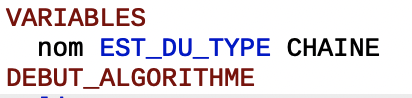 VARIABLES
nom EST_DU_TYPE CHAINE
DEBUT_ALGORITHME